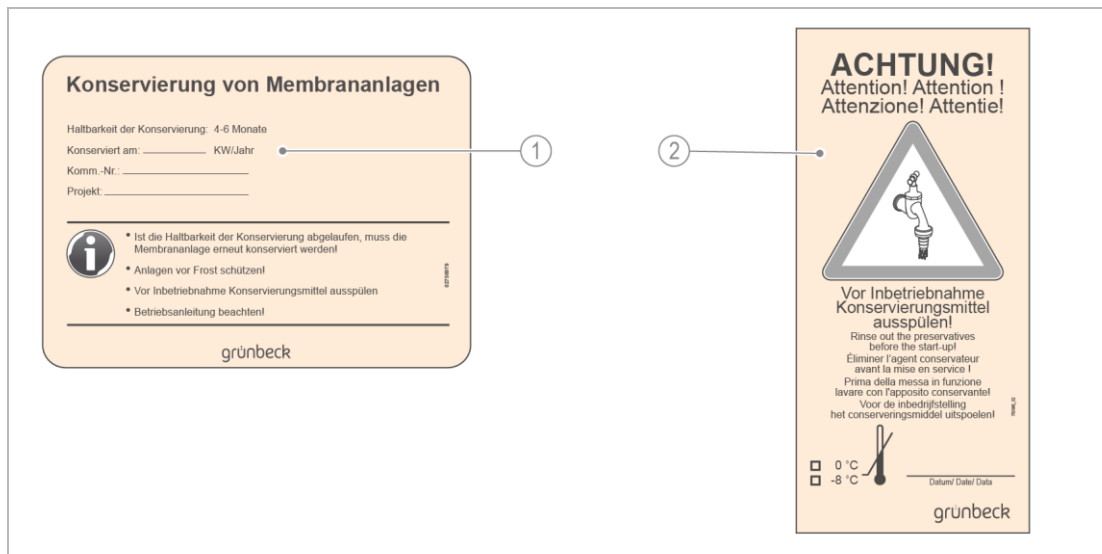 Konservierung von Membrananlagen
Haltbarkeit der Konservierung: 4-6 Monate
Konserviert am: KW/Jahr
Komm.-Nr.:
Projekt:
• Ist die Haltbarkeit der Konservierung abgelaufen, muss die
Membrananlage erneut konserviert werden!
• Anlagen vor Frost schützen!
• Vor Inbetriebnahme Konservierungsmittel ausspülen
• Betriebsanleitung beachten!
grünbeck
1
2
ACHTUNG!
Attention! Attention !
Attenzione! Attentie!
Vor Inbetriebnahme
Konservierungsmittel
ausspülen!
Rinse out the preservatives
before the start-up!
Éliminer l'agent conservateur
avant la mise en service !
Prima della messa in funzione
lavare con l'apposito conservante!
Voor de inbedrijfstelling
het conserveringsmiddel uitspoelen!
0 °C
-8 °C
Datum/ Date/ Data
grünbeck